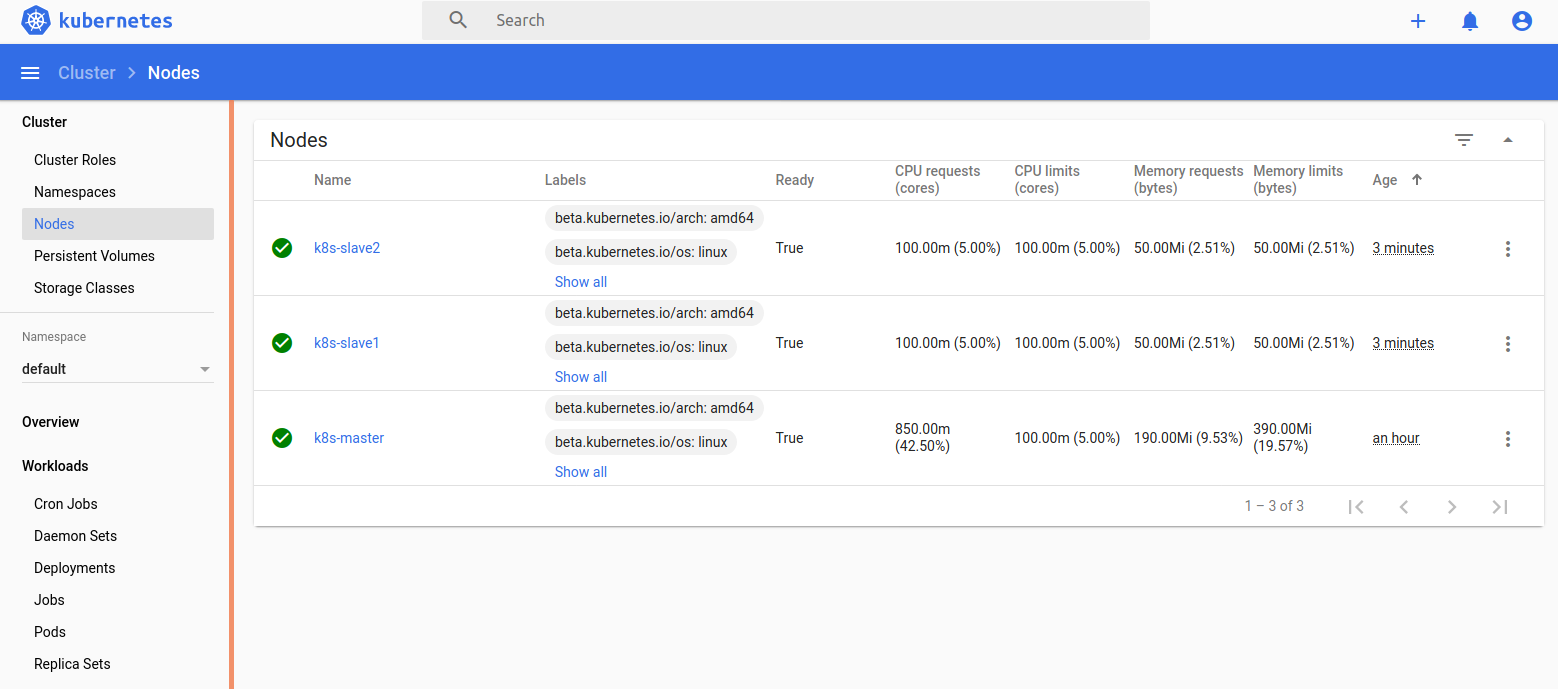 kubernetes
Search
Cluster
Nodes
Cluster
Cluster Roles
Namespaces
Nodes
Persistent Volumes
Storage Classes
Namespace
default
Overview
Workloads
Cron Jobs
Daemon Sets
Deployments
Jobs
Pods
Replica Sets
Nodes
Name Labels Ready CPU requests (cores) CPU limits (cores) Memory requests (bytes) Memory limits (bytes) Age
beta.kubernetes.io/arch: amd64
k8s-slave2 beta.kubernetes.io/os: linux True 100.00m (5.00%) 100.00m (5.00%) 50.00Mi (2.51%) 50.00Mi (2.51%) 3 minutes
Show all
beta.kubernetes.io/arch: amd64
k8s-slave1 beta.kubernetes.io/os: linux True 100.00m (5.00%) 100.00m (5.00%) 50.00Mi (2.51%) 50.00Mi (2.51%) 3 minutes
Show all
beta.kubernetes.io/arch: amd64
k8s-master beta.kubernetes.io/os: linux True 850.00m (42.50%) 100.00m (5.00%) 190.00Mi (9.53%) 390.00Mi (19.57%) an hour
Show all
1 – 3 of 3